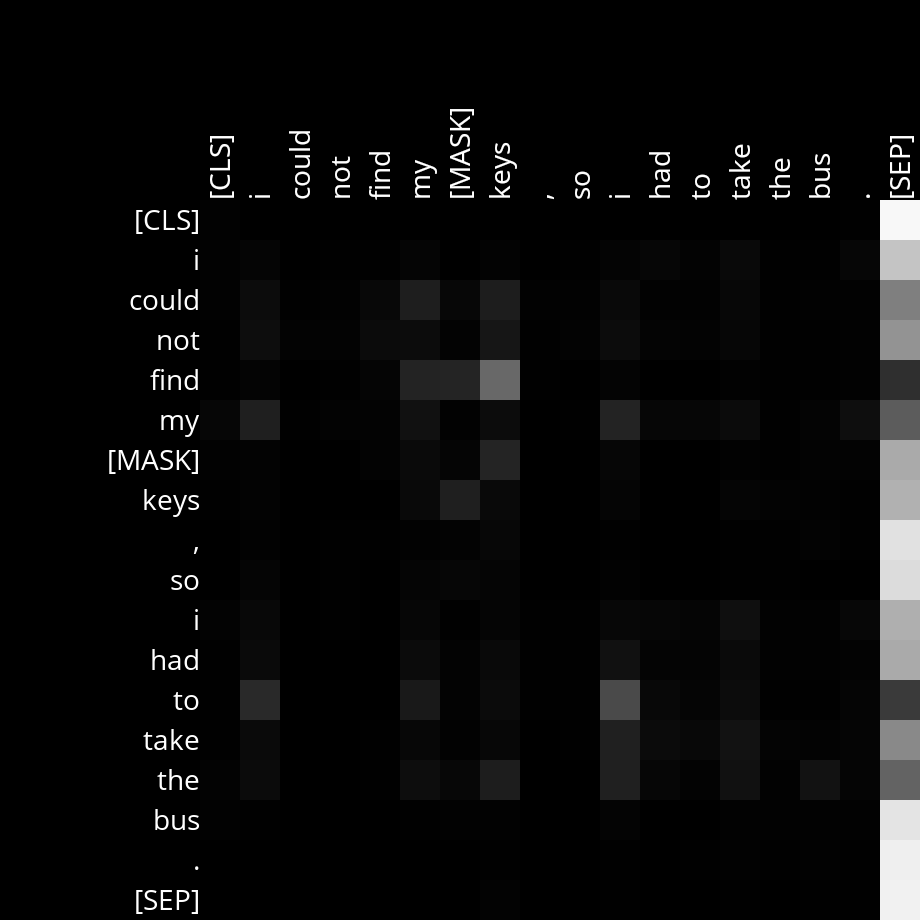 [CLS] i could not find my [MASK] keys , so i had to take the bus . [SEP]
[CLS]
i
could
not
find
my
[MASK]
keys
,
so
i
had
to
take
the
bus
.
[SEP]